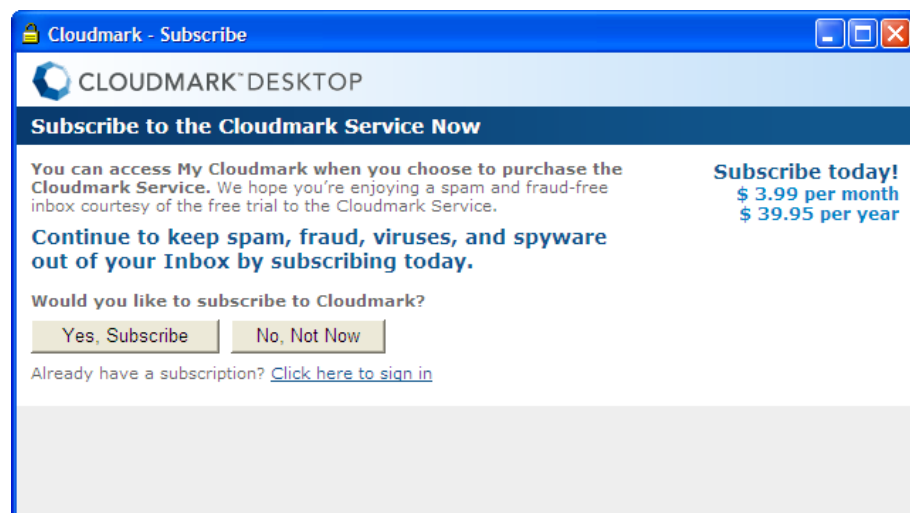 Cloudmark - Subscribe
CLOUDMARK™ DESKTOP
Subscribe to the Cloudmark Service Now
You can access My Cloudmark when you choose to purchase the
Cloudmark Service. We hope you're enjoying a spam and fraud-free
inbox courtesy of the free trial to the Cloudmark Service.
Subscribe today!
$ 3.99 per month
$ 39.95 per year
Continue to keep spam, fraud, viruses, and spyware
out of your Inbox by subscribing today.
Would you like to subscribe to Cloudmark?
Yes, Subscribe
No, Not Now
Already have a subscription? Click here to sign in